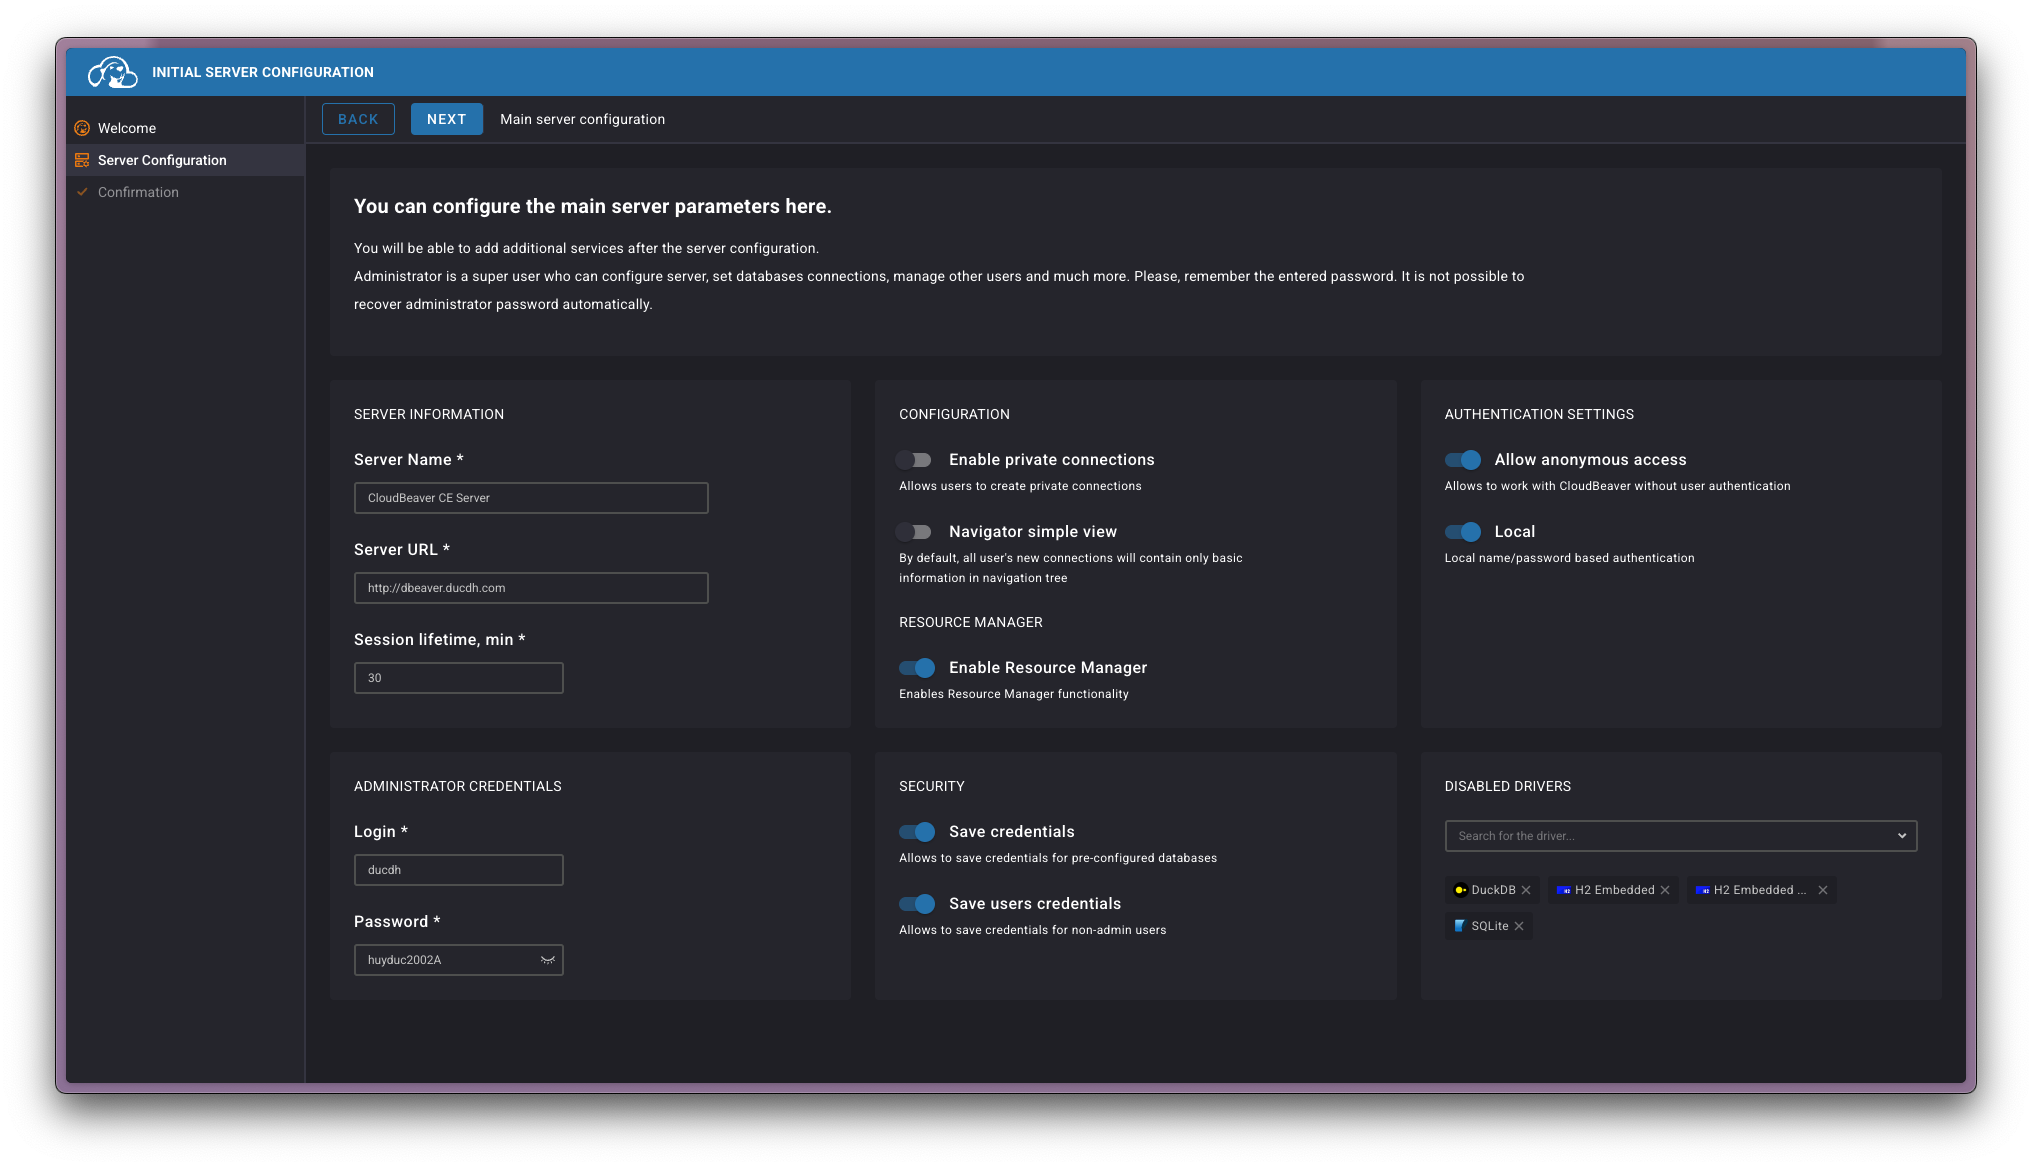 INITIAL SERVER CONFIGURATION
Welcome
Server Configuration
Confirmation
BACK
NEXT
Main server configuration
You can configure the main server parameters here.
You will be able to add additional services after the server configuration.
Administrator is a super user who can configure server, set databases connections, manage other users and much more. Please, remember the entered password. It is not possible to
recover administrator password automatically.
SERVER INFORMATION
Server Name *
CloudBeaver CE Server
Server URL *
http://dbeaver.ducdh.com
Session lifetime, min *
30
CONFIGURATION
Enable private connections
Allows users to create private connections
Navigator simple view
By default, all user's new connections will contain only basic
information in navigation tree
RESOURCE MANAGER
Enable Resource Manager
Enables Resource Manager functionality
AUTHENTICATION SETTINGS
Allow anonymous access
Allows to work with CloudBeaver without user authentication
Local
Local name/password based authentication
ADMINISTRATOR CREDENTIALS
Login *
ducdh
Password *
huyduc2002A
SECURITY
Save credentials
Allows to save credentials for pre-configured databases
Save users credentials
Allows to save credentials for non-admin users
DISABLED DRIVERS
Search for the driver...
DuckDB
H2 Embedded
H2 Embedded ...
SQLite